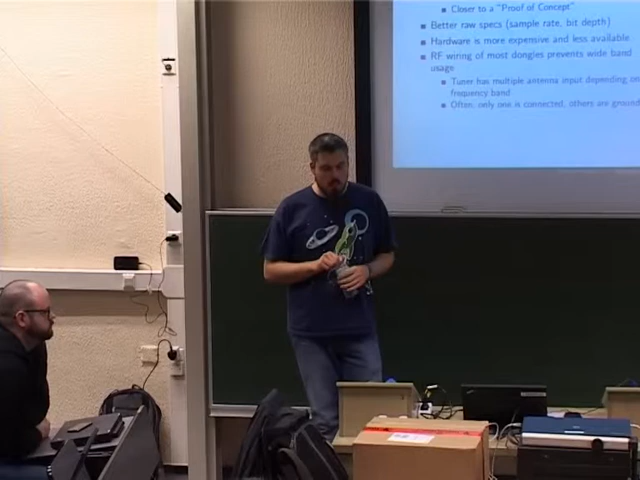 Closer to a "Proof of Concept"
Better raw specs (sample rate, bit depth)
Hardware is more expensive and less available.
RF wiring of most dongles prevents wide band
usage
Tuner has multiple antenna input depending on
frequency band
Often, only one is connected, others are ground